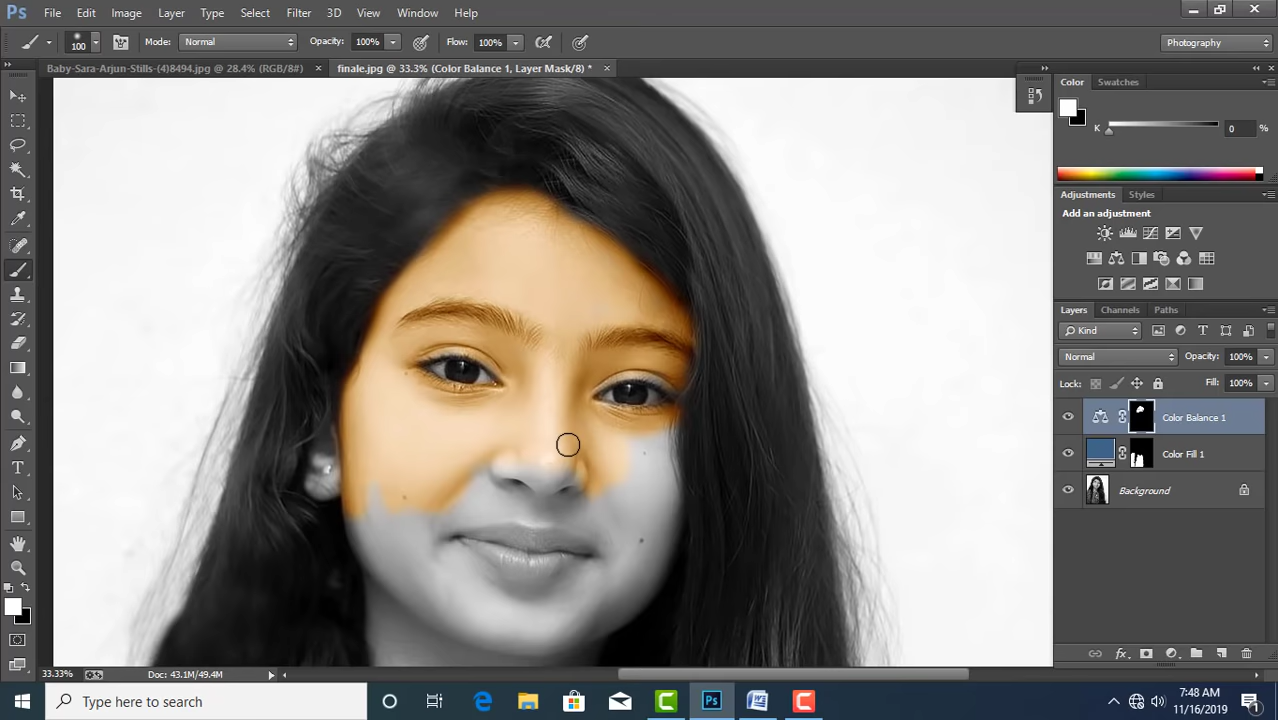 Ps File Edit Image Layer Type Select Filter 3D View Window Help
100 Mode: Normal Opacity: 100% Flow: 100% Photography
Baby-Sara-Arjun-Stills-(4)8494.jpg @ 28.4% (RGB/8#) × finale.jpg @ 33.3% (Color Balance 1, Layer Mask/8) * ×
Color Swatches
K 0 %
Adjustments Styles
Add an adjustment
Layers Channels Paths
Kind
Normal Opacity: 100%
Lock: Fill: 100%
Color Balance 1
Color Fill 1
Background
33.33% Doc: 43.1M/49.4M
Type here to search
7:48 AM
11/16/2019